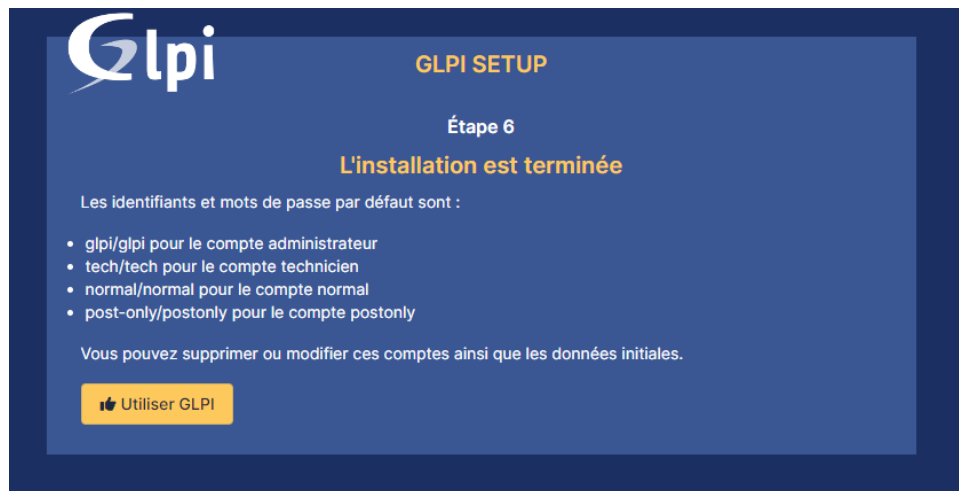 Glpi
GLPI SETUP
Étape 6
L'installation est terminée
Les identifiants et mots de passe par défaut sont :
• glpi/glpi pour le compte administrateur
• tech/tech pour le compte technicien
• normal/normal pour le compte normal
• post-only/postonly pour le compte postonly
Vous pouvez supprimer ou modifier ces comptes ainsi que les données initiales.
Utiliser GLPI